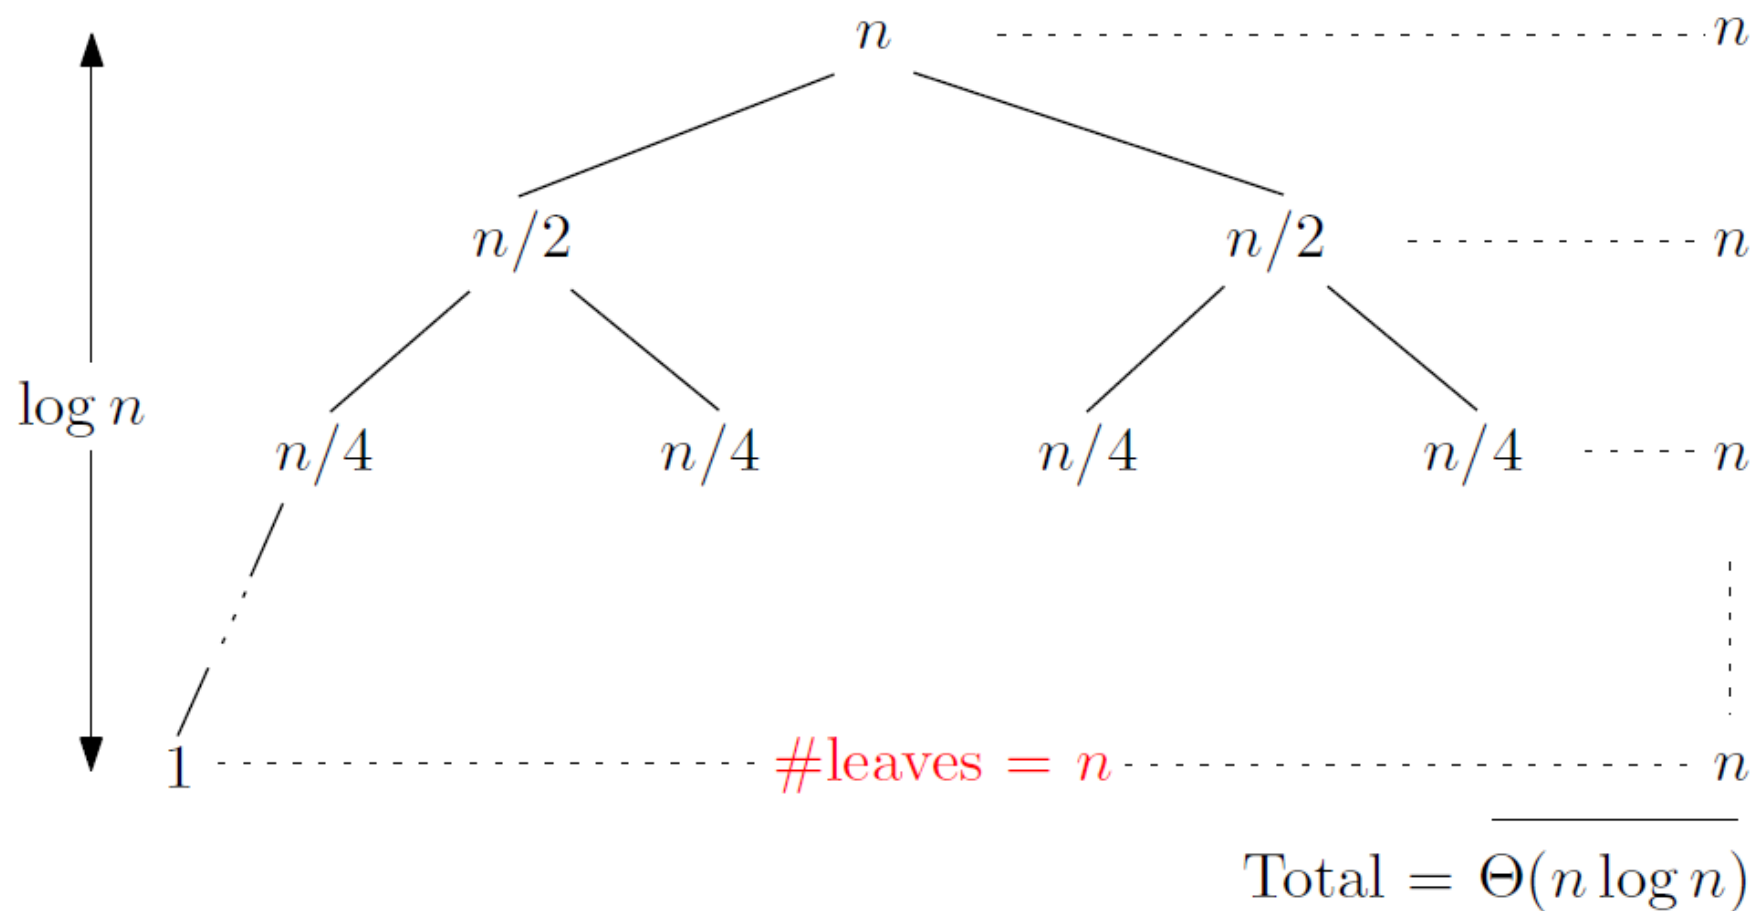 n n
n/2 n/2 n
log n
n/4 n/4 n/4 n/4 n
1 #leaves = n n
Total = Θ(n log n)